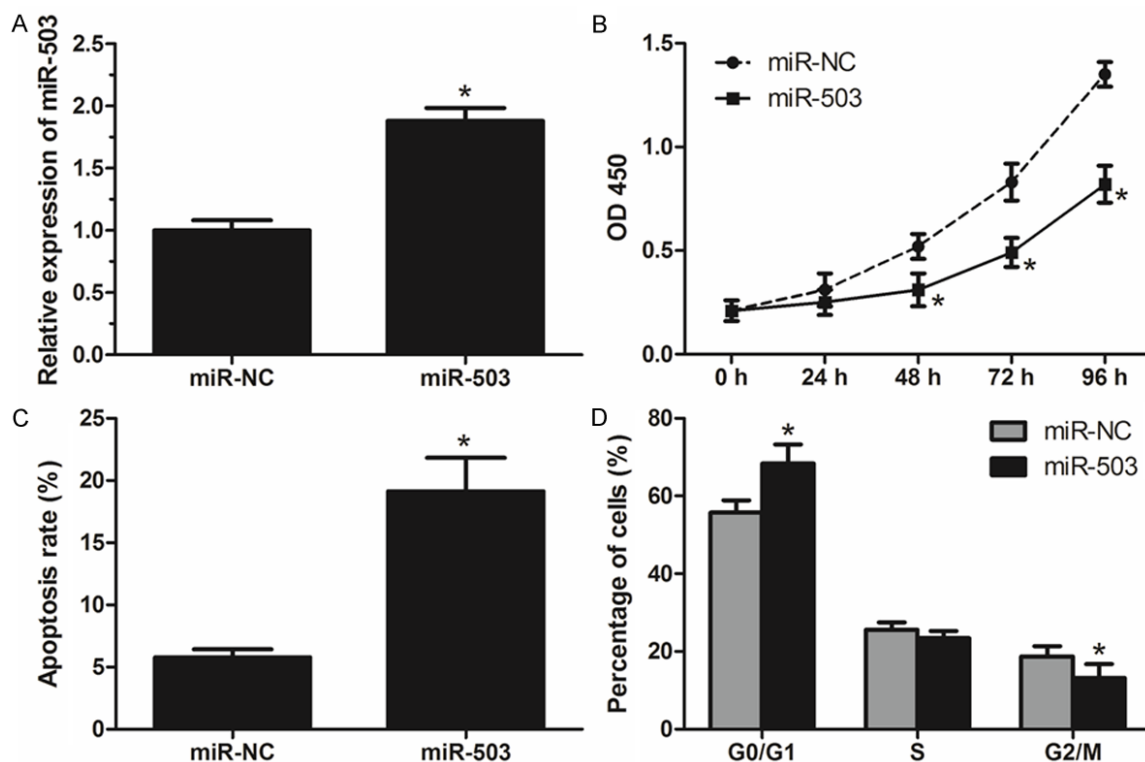 A
Relative expression of miR-503
2.5
2.0
1.5
1.0
0.5
0.0
*
miR-NC
miR-503
B
OD 450
1.5
1.0
0.5
0.0
miR-NC
miR-503
*
*
*
0 h
24 h
48 h
72 h
96 h
C
Apoptosis rate (%)
25
20
15
10
5
0
*
miR-NC
miR-503
D
Percentage of cells (%)
80
60
40
20
0
*
*
miR-NC
miR-503
G0/G1
S
G2/M